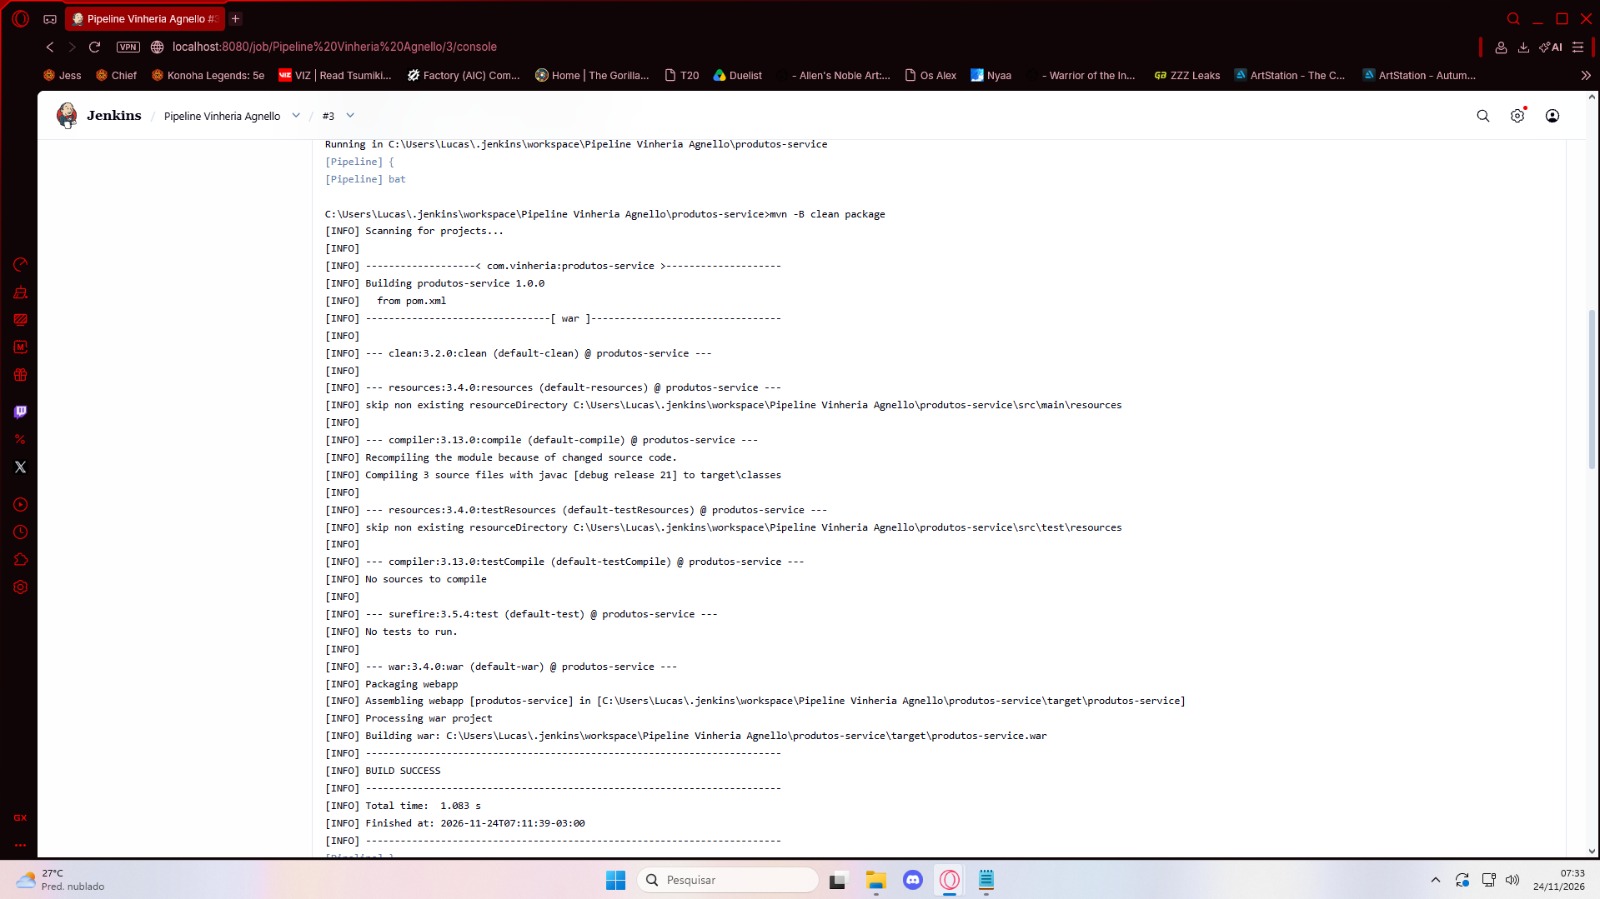 Pipeline Vinheria Agnello #3
VPN
localhost:8080/job/Pipeline%20Vinheria%20Agnello/3/console
AI
Jess
Chief
Konoha Legends: 5e
VIZ | Read Tsumiki...
Factory (AIC) Com...
Home | The Gorilla...
T20
Duelist
- Allen's Noble Art:...
Os Alex
Nyaa
- Warrior of the In...
ZZZ Leaks
ArtStation - The C...
ArtStation - Autum...
Jenkins / Pipeline Vinheria Agnello / #3
Running in C:\Users\Lucas\.jenkins\workspace\Pipeline Vinheria Agnello\produtos-service
[Pipeline] {
[Pipeline] bat
C:\Users\Lucas\.jenkins\workspace\Pipeline Vinheria Agnello\produtos-service>mvn -B clean package
[INFO] Scanning for projects...
[INFO]
[INFO] -------------------< com.vinheria:produtos-service >--------------------
[INFO] Building produtos-service 1.0.0
[INFO]   from pom.xml
[INFO] --------------------------------[ war ]---------------------------------
[INFO]
[INFO] --- clean:3.2.0:clean (default-clean) @ produtos-service ---
[INFO]
[INFO] --- resources:3.4.0:resources (default-resources) @ produtos-service ---
[INFO] skip non existing resourceDirectory C:\Users\Lucas\.jenkins\workspace\Pipeline Vinheria Agnello\produtos-service\src\main\resources
[INFO]
[INFO] --- compiler:3.13.0:compile (default-compile) @ produtos-service ---
[INFO] Recompiling the module because of changed source code.
[INFO] Compiling 3 source files with javac [debug release 21] to target\classes
[INFO]
[INFO] --- resources:3.4.0:testResources (default-testResources) @ produtos-service ---
[INFO] skip non existing resourceDirectory C:\Users\Lucas\.jenkins\workspace\Pipeline Vinheria Agnello\produtos-service\src\test\resources
[INFO]
[INFO] --- compiler:3.13.0:testCompile (default-testCompile) @ produtos-service ---
[INFO] No sources to compile
[INFO]
[INFO] --- surefire:3.5.4:test (default-test) @ produtos-service ---
[INFO] No tests to run.
[INFO]
[INFO] --- war:3.4.0:war (default-war) @ produtos-service ---
[INFO] Packaging webapp
[INFO] Assembling webapp [produtos-service] in [C:\Users\Lucas\.jenkins\workspace\Pipeline Vinheria Agnello\produtos-service\target\produtos-service]
[INFO] Processing war project
[INFO] Building war: C:\Users\Lucas\.jenkins\workspace\Pipeline Vinheria Agnello\produtos-service\target\produtos-service.war
[INFO] ------------------------------------------------------------------------
[INFO] BUILD SUCCESS
[INFO] ------------------------------------------------------------------------
[INFO] Total time:  1.083 s
[INFO] Finished at: 2026-11-24T07:11:39-03:00
[INFO] ------------------------------------------------------------------------
[Pipeline] }
GX
27°C
Pred. nublado
Pesquisar
07:33
24/11/2026